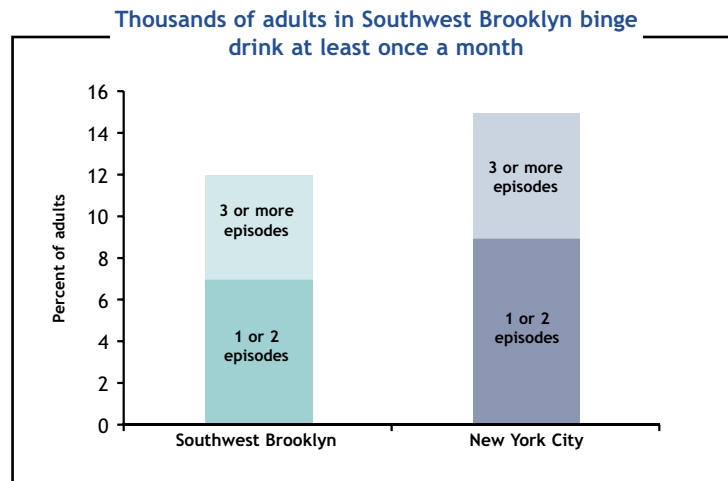 Thousands of adults in Southwest Brooklyn binge
drink at least once a month
16
14
12
10
8
6
4
2
0
Percent of adults
3 or more
episodes
1 or 2
episodes
3 or more
episodes
1 or 2
episodes
Southwest Brooklyn
New York City